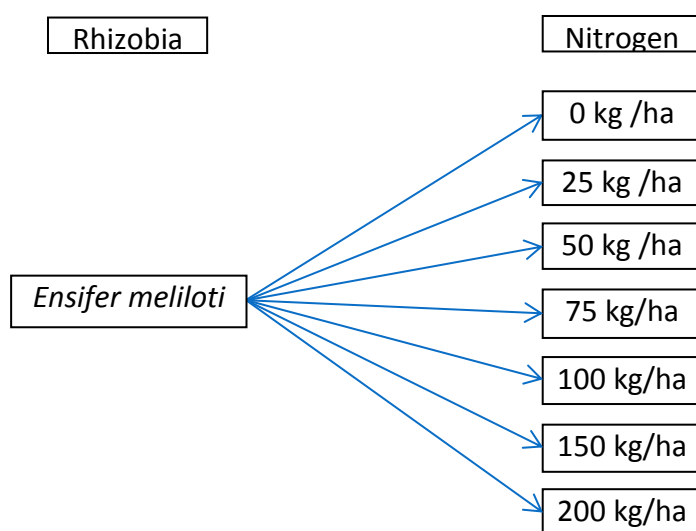 Rhizobia
Nitrogen
0 kg /ha
25 kg /ha
50 kg /ha
Ensifer meliloti
75 kg/ha
100 kg/ha
150 kg/ha
200 kg/ha